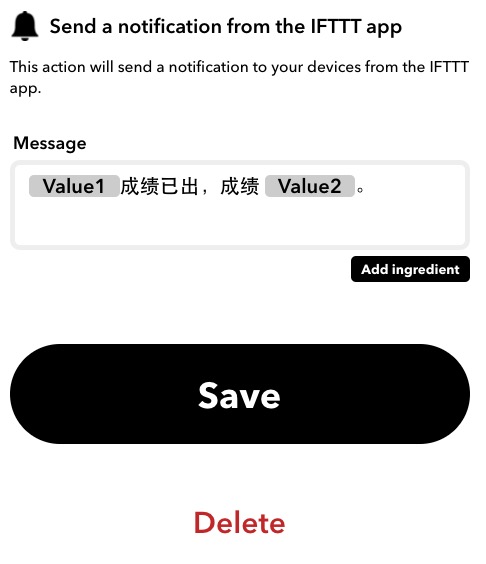 Send a notification from the IFTTT app
This action will send a notification to your devices from the IFTTT
app.
Message
Value1 成绩已出，成绩 Value2 。
Add ingredient
Save
Delete